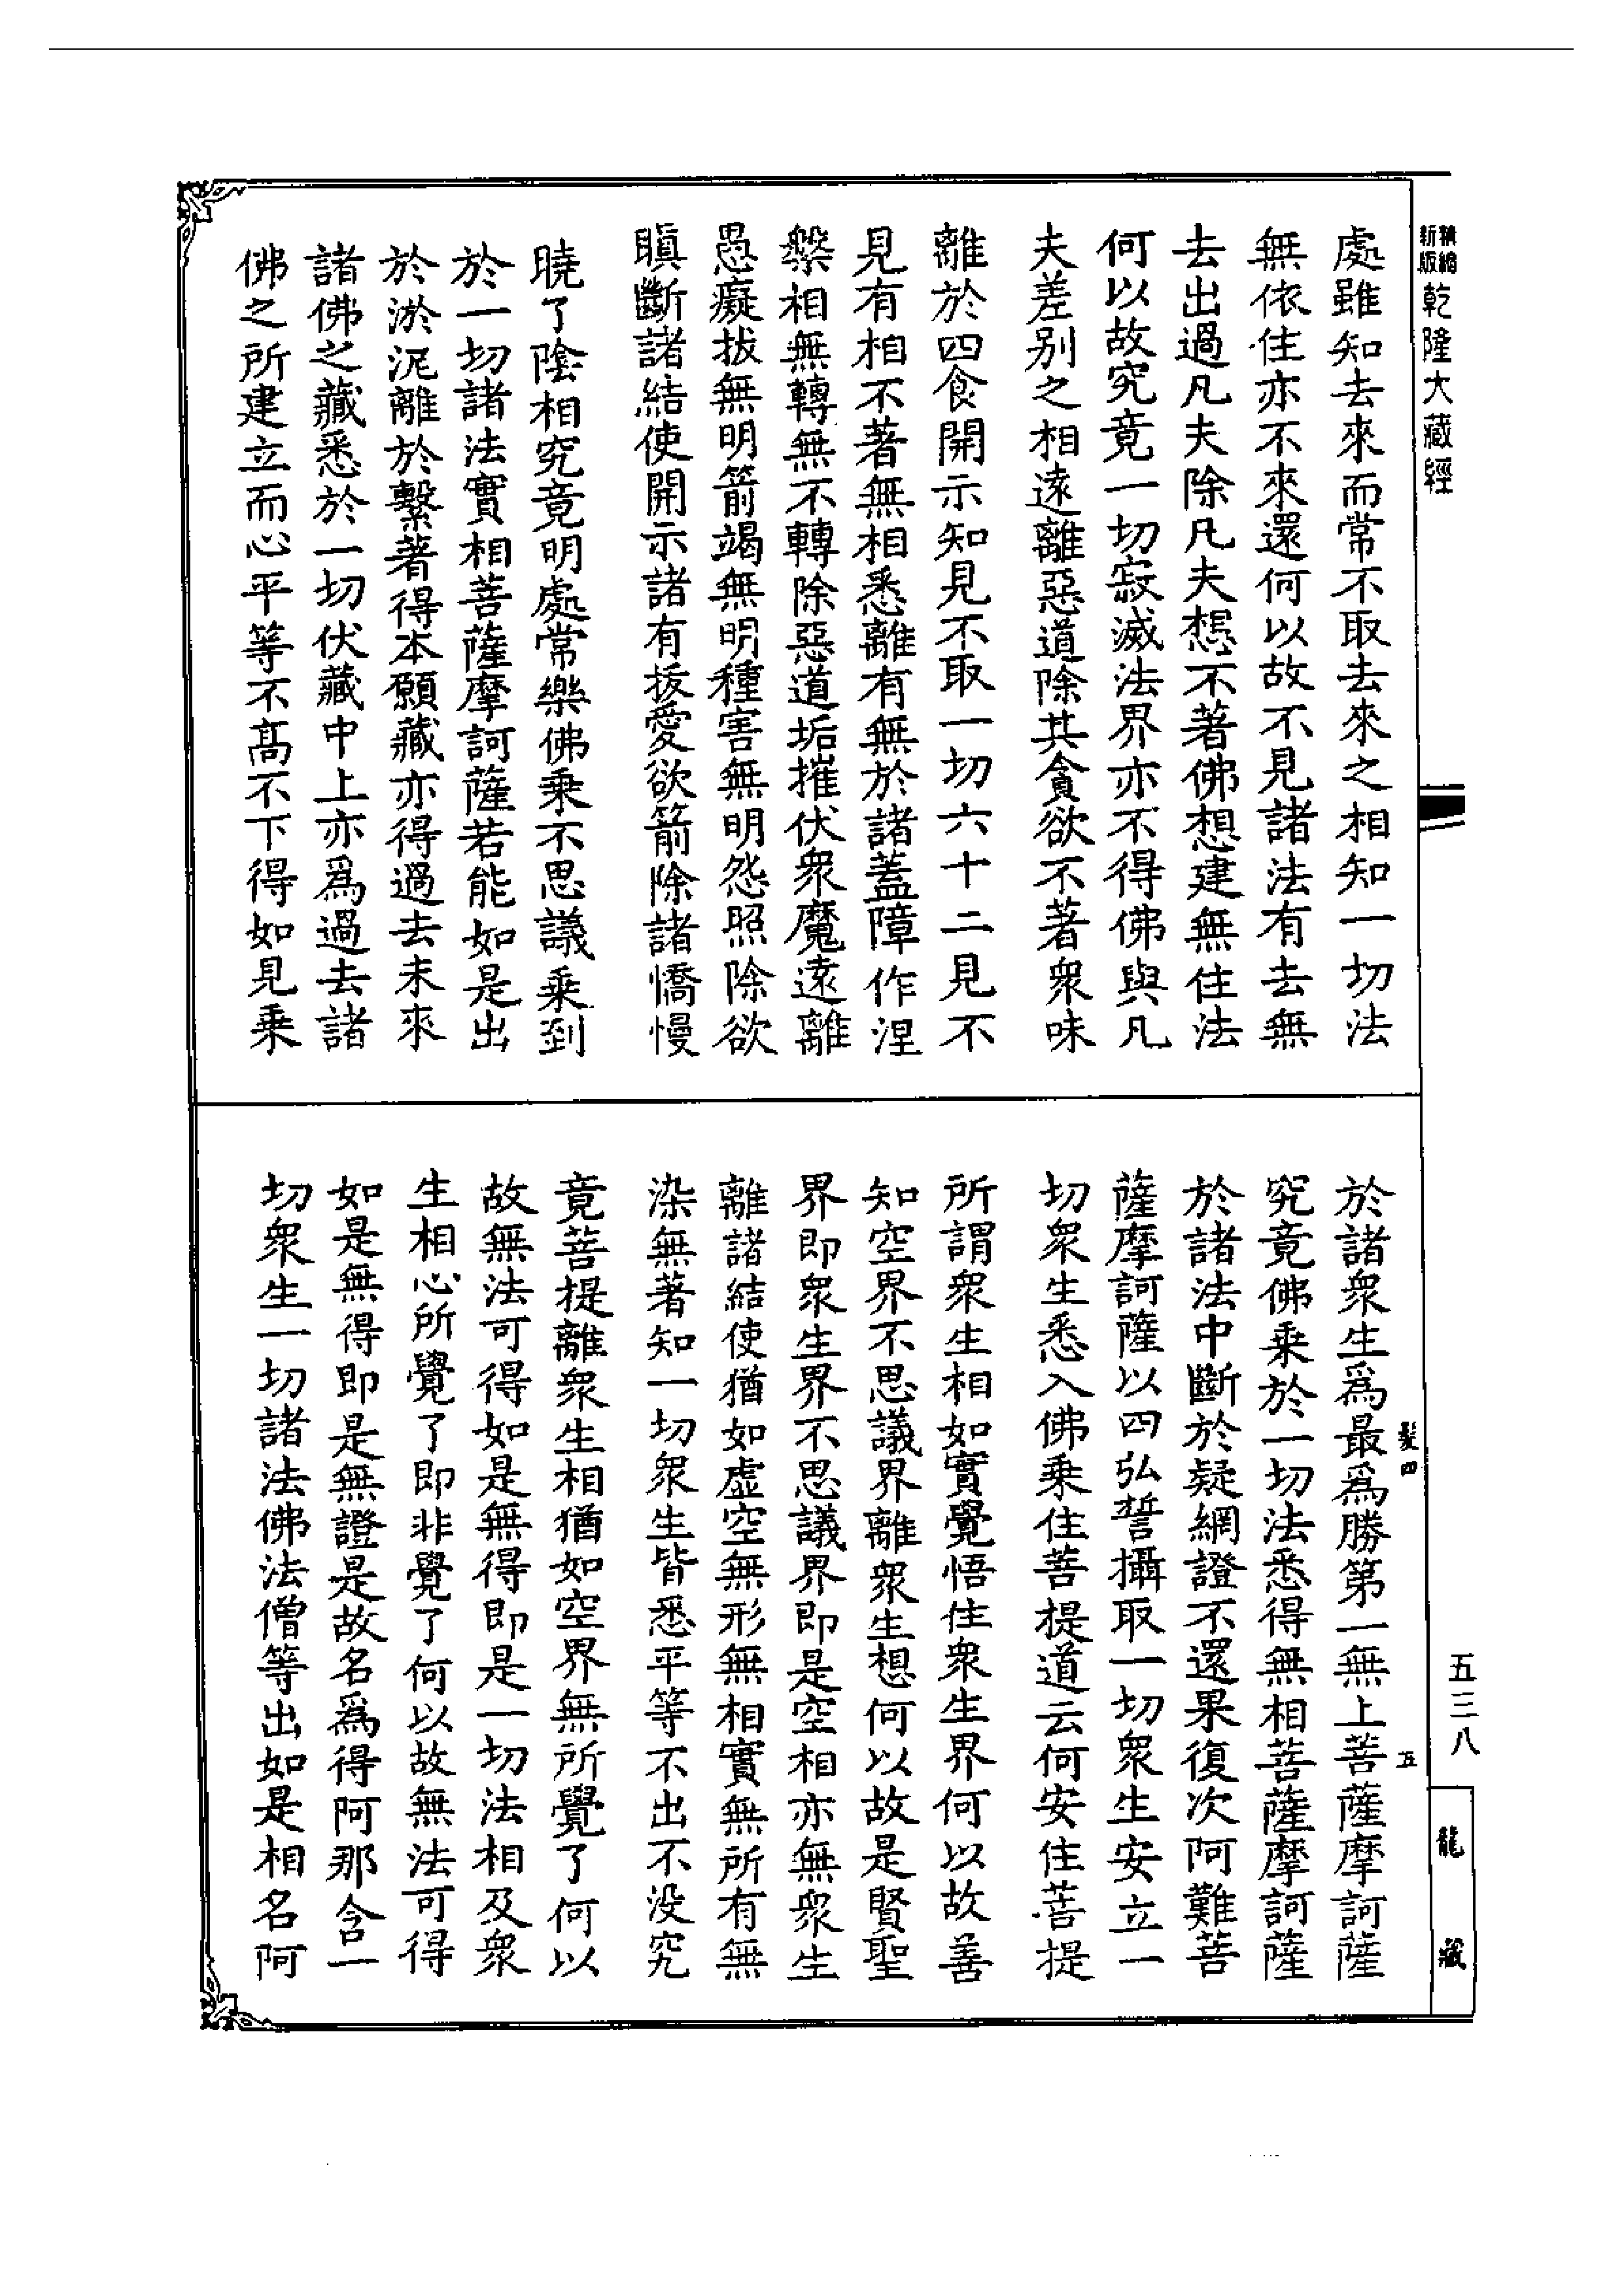 新版精縮乾隆大藏經
處雖知去來而常不取去來之相知一切法
無依住亦不來還何以故不見諸法有去無
去出過凡夫除凡夫想不著佛想建無住法
何以故究竟一切寂滅法界亦不得佛與凡
夫差别之相遠離惡道除其貪欲不著衆味
離於四食開示知見不取一切六十二見不
見有相不著無相悉離有無於諸蓋障作涅
槃相無轉無不轉除惡道垢摧伏衆魔遠離
愚癡拔無明箭竭無明種害無明怨照除欲
瞋斷諸結使開示諸有拔愛欲箭除諸憍慢
曉了陰相究竟明處常樂佛乘不思議乘到
於一切諸法實相菩薩摩訶薩若能如是出
於淤泥離於繫著得本願藏亦得過去未來
諸佛之藏悉於一切伏藏中上亦爲過去諸
佛之所建立而心平等不髙不下得如見乘
於諸衆生爲最爲勝第一無上菩薩摩訶薩
究竟佛乘於一切法悉得無相菩薩摩訶薩
於諸法中斷於疑網證不還果復次阿難菩
薩摩訶薩以四弘誓攝取一切衆生安立一
切衆生悉入佛乘住菩提道云何安住菩提
所謂衆生相如實覺悟住衆生界何以故善
知空界不思議界離衆生想何以故是賢聖
界即衆生界不思議界即是空相亦無衆生
離諸結使猶如虚空無形無相實無所有無
染無著知一切衆生皆悉平等不出不没究
竟菩提離衆生相猶如空界無所覺了何以
故無法可得如是無得即是一切法相及衆
生相心所覺了即非覺了何以故無法可得
如是無得即是無證是故名爲得阿那含一
切衆生一切諸法佛法僧等出如是相名阿
髮四
五
五三八
龍藏